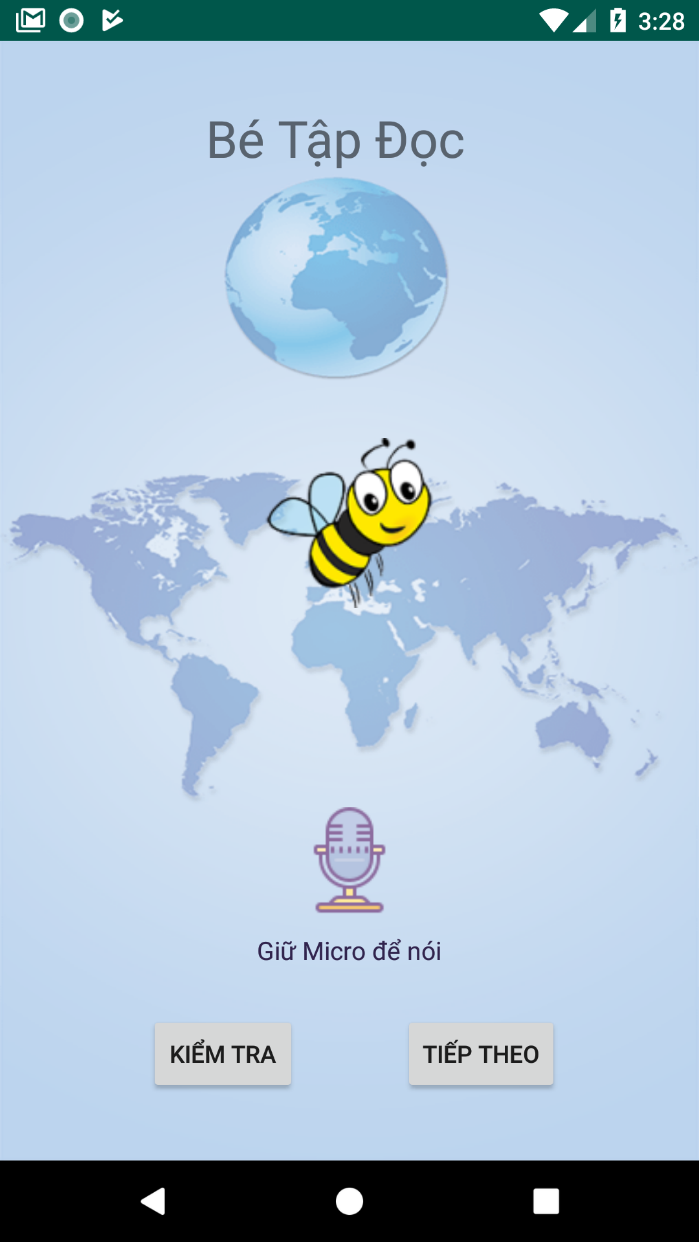 3:28
Bé Tập Đọc
Giữ Micro để nói
KIỂM TRA
TIẾP THEO